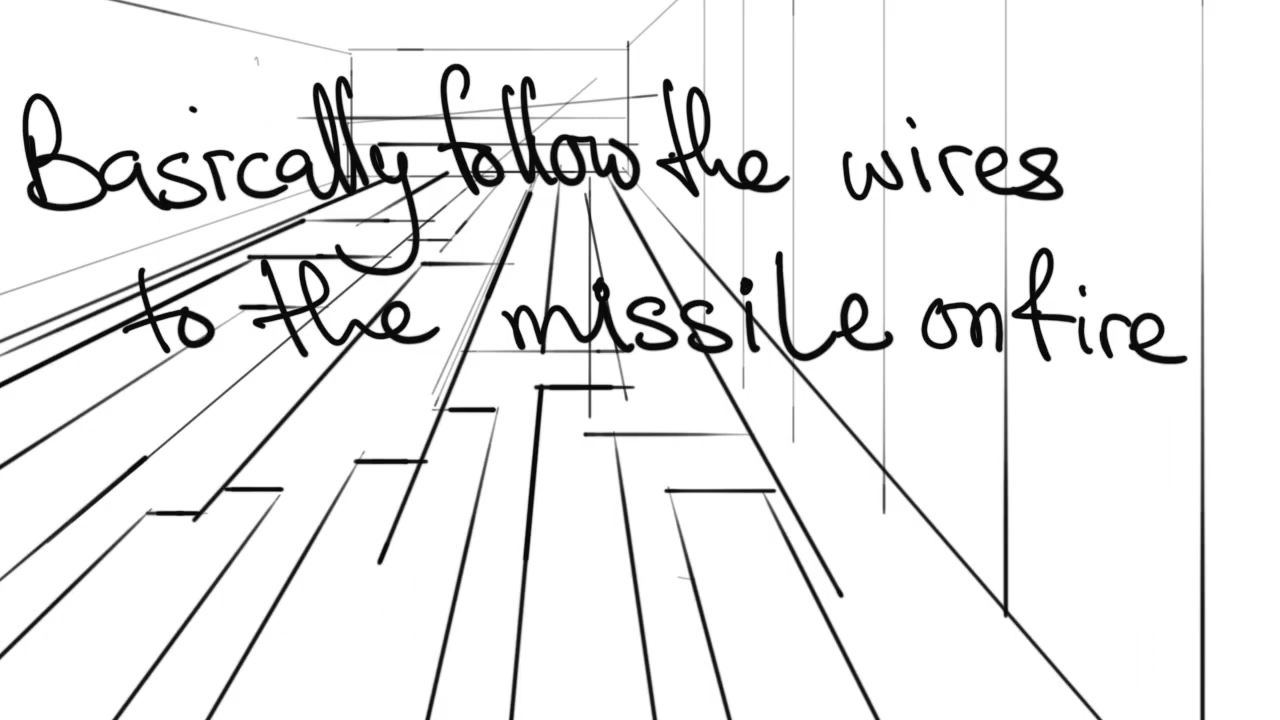 Basically follow the wires
to the missile on fire